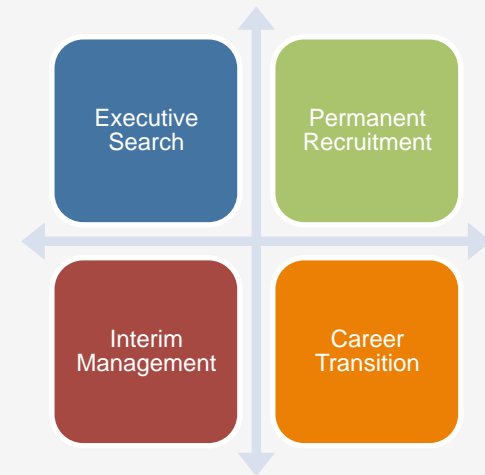 Executive
Search
Permanent
Recruitment
Interim
Management
Career
Transition